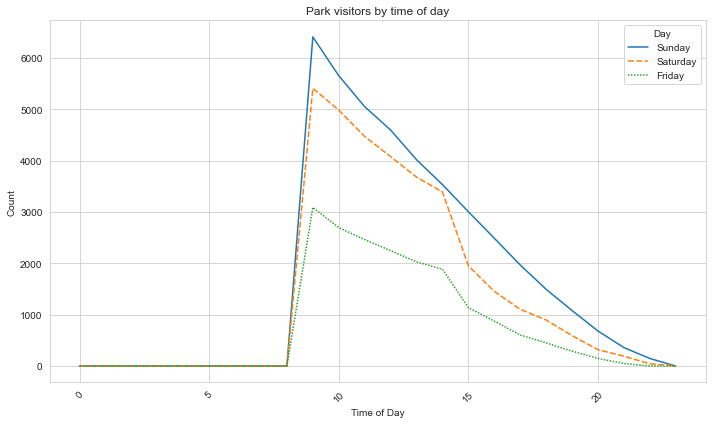 Park visitors by time of day
Day
Sunday
Saturday
Friday
6000
5000
4000
3000
2000
1000
0
Count
0 5 10 15 20
Time of Day